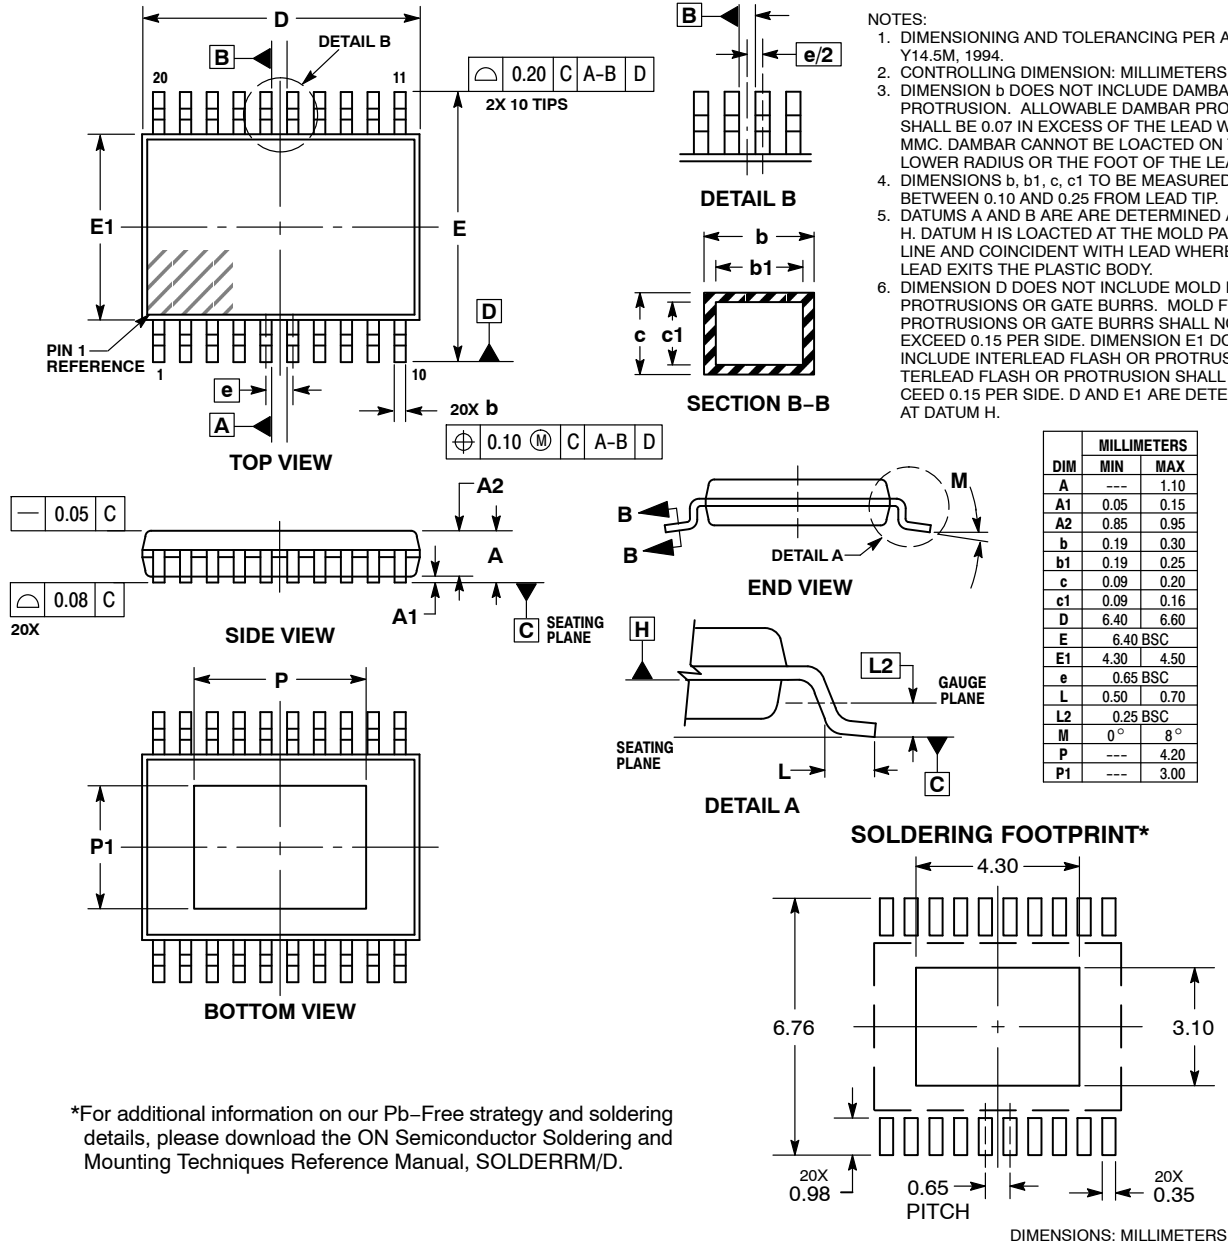 D
B
DETAIL B
20
11
⌓ 0.20 C A–B D
2X 10 TIPS
E1
E
D
PIN 1
REFERENCE
1
10
e
20X b
A
⌖ 0.10 Ⓜ C A–B D
TOP VIEW
B
e/2
DETAIL B
b
b1
c
c1
SECTION B–B
NOTES:
1. DIMENSIONING AND TOLERANCING PER
Y14.5M, 1994.
2. CONTROLLING DIMENSION: MILLIMETERS
3. DIMENSION b DOES NOT INCLUDE
PROTRUSION. ALLOWABLE DAMBAR
SHALL BE 0.07 IN EXCESS OF THE LEAD
MMC. DAMBAR CANNOT BE LOACTED ON
LOWER RADIUS OR THE FOOT OF THE
4. DIMENSIONS b, b1, c, c1 TO BE MEASURED
BETWEEN 0.10 AND 0.25 FROM LEAD TIP.
5. DATUMS A AND B ARE ARE DETERMINED
H. DATUM H IS LOACTED AT THE MOLD
LINE AND COINCIDENT WITH LEAD
LEAD EXITS THE PLASTIC BODY.
6. DIMENSION D DOES NOT INCLUDE MOLD
PROTRUSIONS OR GATE BURRS. MOLD
PROTRUSIONS OR GATE BURRS SHALL
EXCEED 0.15 PER SIDE. DIMENSION E1
INCLUDE INTERLEAD FLASH OR
TERLEAD FLASH OR PROTRUSION SHALL
CEED 0.15 PER SIDE. D AND E1 ARE
AT DATUM H.
MILLIMETERS
DIM MIN MAX
A --- 1.10
A1 0.05 0.15
A2 0.85 0.95
b 0.19 0.30
b1 0.19 0.25
c 0.09 0.20
c1 0.09 0.16
D 6.40 6.60
E 6.40 BSC
E1 4.30 4.50
e 0.65 BSC
L 0.50 0.70
L2 0.25 BSC
M 0° 8°
P --- 4.20
P1 --- 3.00
— 0.05 C
A2
A
⌓ 0.08 C
20X
A1
C
SEATING
PLANE
SIDE VIEW
B
B
M
DETAIL A
END VIEW
H
L2
GAUGE
PLANE
SEATING
PLANE
L
C
DETAIL A
P
P1
BOTTOM VIEW
SOLDERING FOOTPRINT*
4.30
6.76
3.10
20X
0.98
0.65
PITCH
20X
0.35
DIMENSIONS: MILLIMETERS
*For additional information on our Pb–Free strategy and soldering
details, please download the ON Semiconductor Soldering and
Mounting Techniques Reference Manual, SOLDERRM/D.